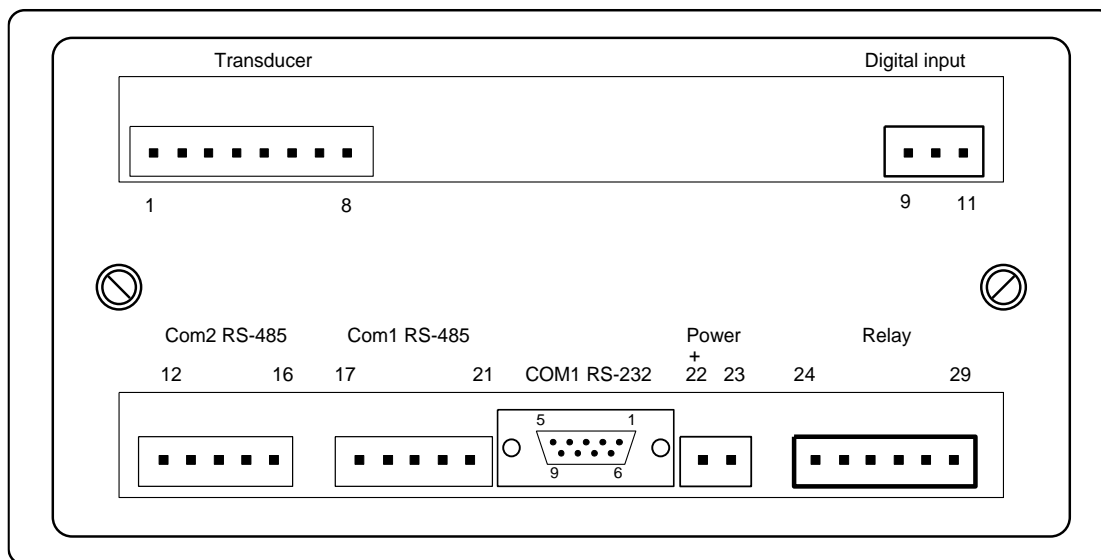 Transducer Digital input
1 8 9 11
Com2 RS-485 Com1 RS-485 Power Relay
+
12 16 17 21 COM1 RS-232 22 23 24 29
5 1
9 6